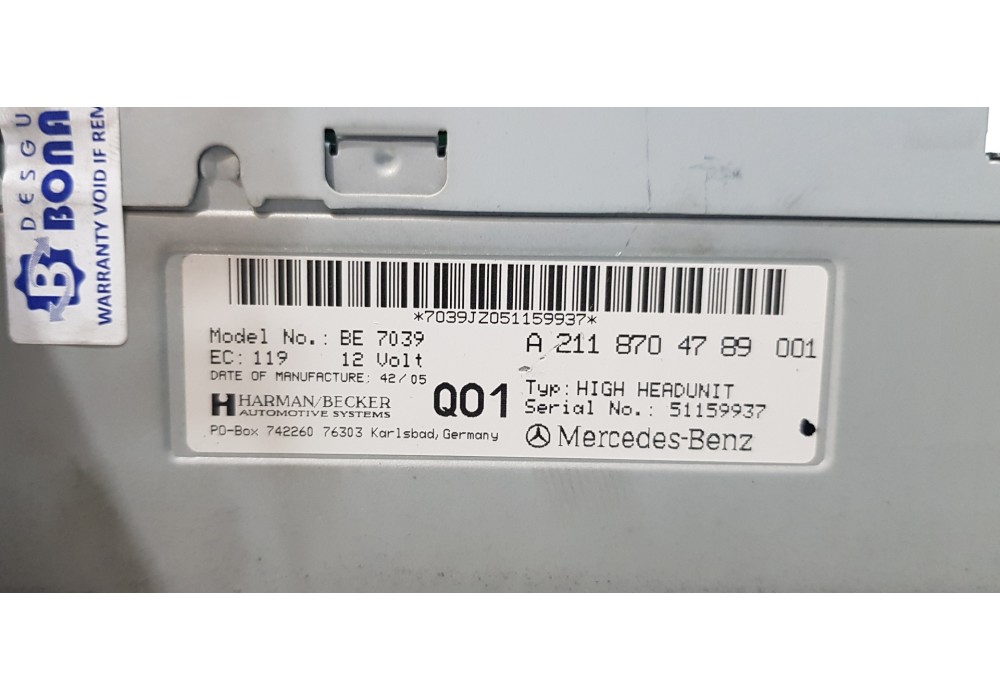 DESGU
BONA
WARRANTY VOID IF REM
*7039JZ051159937*
Model No.: BE 7039
EC: 119 12 Volt
DATE OF MANUFACTURE: 42/05
HARMAN/BECKER
AUTOMOTIVE SYSTEMS
PO-Box 742260 76303 Karlsbad, Germany
Q01
A 211 870 47 89 001
Typ: HIGH HEADUNIT
Serial No.: 51159937
Mercedes-Benz